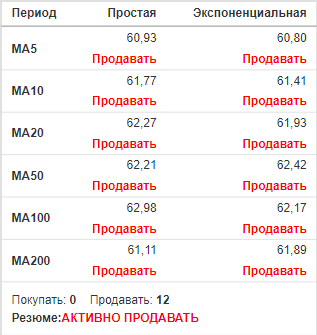 Период Простая Экспоненциальная
MA5 60,93 60,80
Продавать Продавать
MA10 61,77 61,41
Продавать Продавать
MA20 62,27 61,93
Продавать Продавать
MA50 62,21 62,42
Продавать Продавать
MA100 62,98 62,17
Продавать Продавать
MA200 61,11 61,89
Продавать Продавать
Покупать: 0 Продавать: 12
Резюме:АКТИВНО ПРОДАВАТЬ